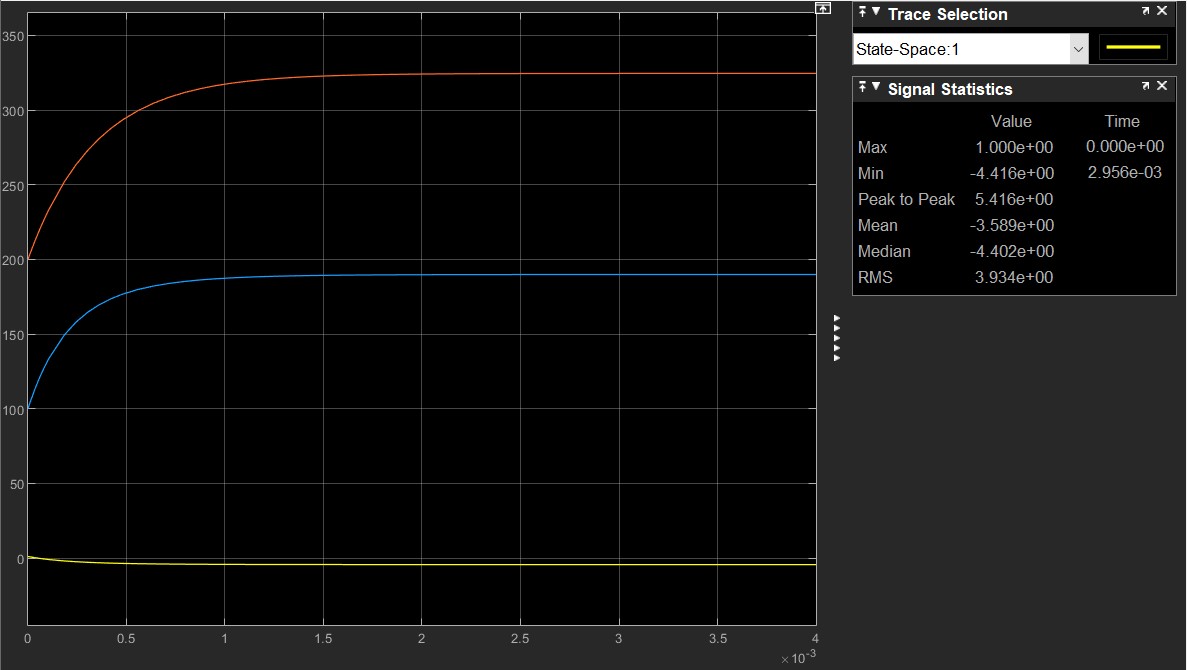 350
300
250
200
150
100
50
0
0 0.5 1 1.5 2 2.5 3 3.5 4
×10⁻³
Trace Selection
State-Space:1
Signal Statistics
Value Time
Max 1.000e+00 0.000e+00
Min -4.416e+00 2.956e-03
Peak to Peak 5.416e+00
Mean -3.589e+00
Median -4.402e+00
RMS 3.934e+00